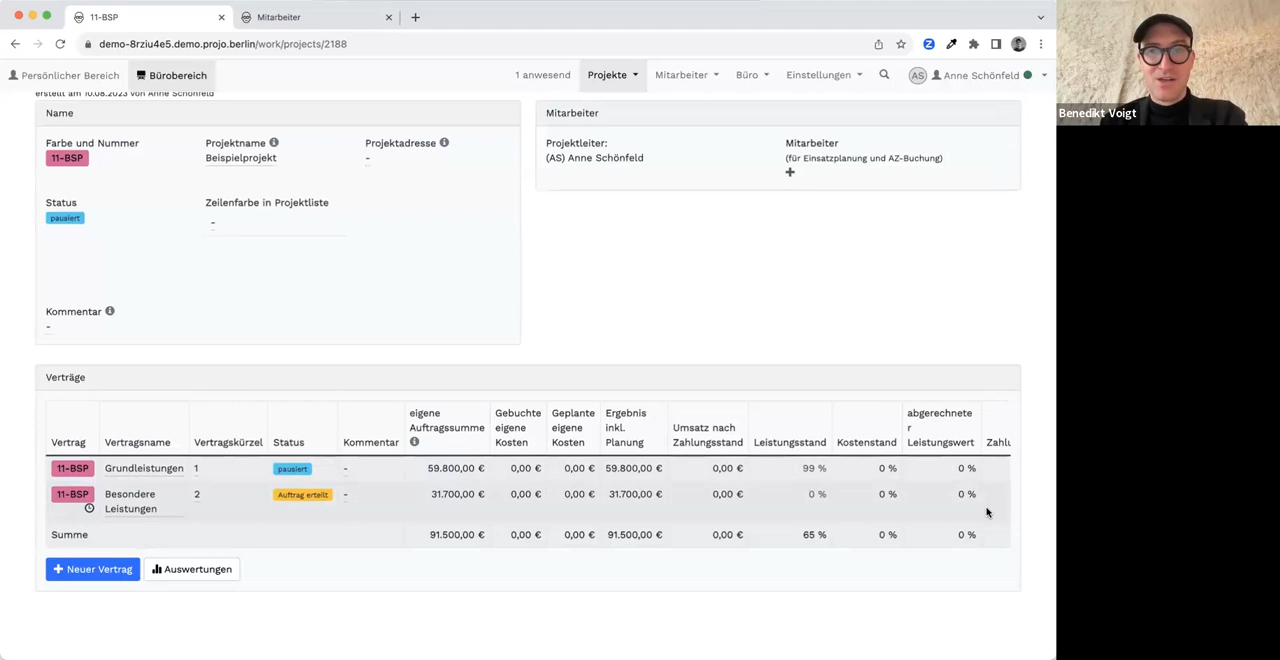 11-BSP
Mitarbeiter
demo-8rziu4e5.demo.projo.berlin/work/projects/2188
Persönlicher Bereich
Bürobereich
1 anwesend
Projekte
Mitarbeiter
Büro
Einstellungen
AS
Anne Schönfeld
erstellt am 10.08.2023 von Anne Schönfeld
Name
Farbe und Nummer
Projektname
Projektadresse
11-BSP
Beispielprojekt
-
Status
Zeilenfarbe in Projektliste
pausiert
-
Kommentar
-
Mitarbeiter
Projektleiter:
(AS) Anne Schönfeld
Mitarbeiter
(für Einsatzplanung und AZ-Buchung)
Benedikt Voigt
Verträge
Vertrag
Vertragsname
Vertragskürzel
Status
Kommentar
eigene
Auftragssumme
Gebuchte
eigene
Kosten
Geplante
eigene
Kosten
Ergebnis
inkl.
Planung
Umsatz nach
Zahlungsstand
Leistungsstand
Kostenstand
abgerechnete
r
Leistungswert
Zahlu
11-BSP Grundleistungen 1 pausiert - 59.800,00 € 0,00 € 0,00 € 59.800,00 € 0,00 € 99 % 0 % 0 %
11-BSP Besondere 2 Auftrag erteilt - 31.700,00 € 0,00 € 0,00 € 31.700,00 € 0,00 € 0 % 0 % 0 %
Leistungen
Summe 91.500,00 € 0,00 € 0,00 € 91.500,00 € 0,00 € 65 % 0 % 0 %
Neuer Vertrag
Auswertungen